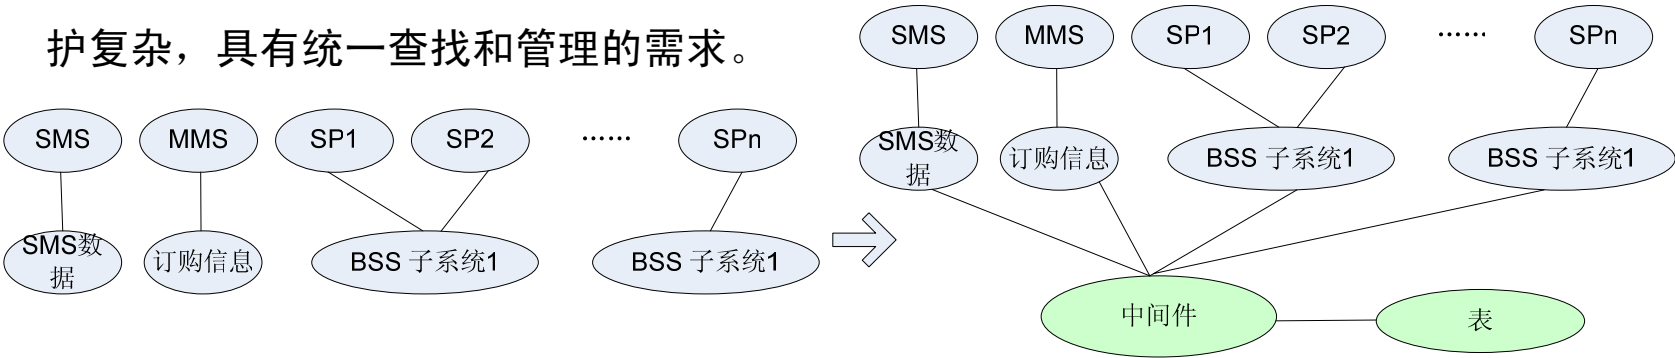 护复杂，具有统一查找和管理的需求。
SMS
MMS
SP1
SP2
……
SPn
SMS数
据
订购信息
BSS 子系统1
BSS 子系统1
SMS
MMS
SP1
SP2
……
SPn
SMS数
据
订购信息
BSS 子系统1
BSS 子系统1
中间件
表